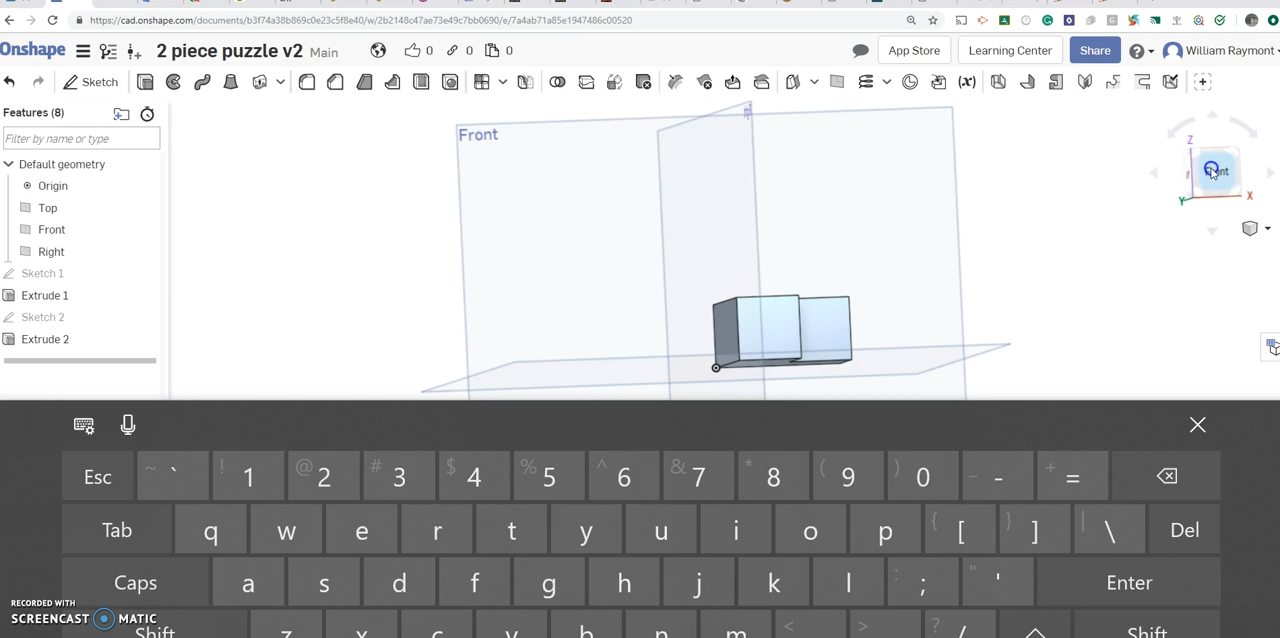 https://cad.onshape.com/documents/b3f74a38b869c0e23c5f8e40/w/2b2148c47ae73e49c7bb0690/e/7a4ab71a85e1947486c00520
Onshape 2 piece puzzle v2 Main 0 0 0 App Store Learning Center Share ? William Raymont
Sketch (x)
Features (8)
Filter by name or type
Default geometry
Origin
Top
Front
Right
Sketch 1
Extrude 1
Sketch 2
Extrude 2
Front
Z
X
Y
Esc ~ ` ! 1 @ 2 # 3 $ 4 % 5 ^ 6 & 7 * 8 ( 9 ) 0 _ - + =
Tab q w e r t y u i o p { [ } ] | \ Del
Caps a s d f g h j k l : ; " ' Enter
Shift z x c v b n m < > ? / Shift
RECORDED WITH
SCREENCAST MATIC